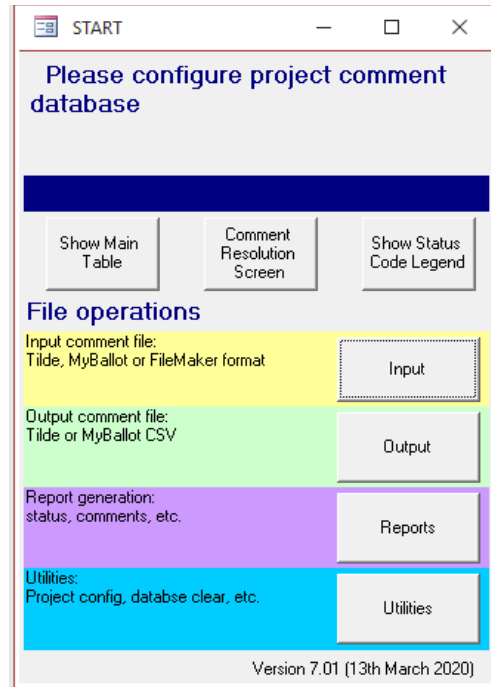 START
Please configure project comment
database
Show Main
Table
Comment
Resolution
Screen
Show Status
Code Legend
File operations
Input comment file:
Tilde, MyBallot or FileMaker format
Input
Output comment file:
Tilde or MyBallot CSV
Output
Report generation:
status, comments, etc.
Reports
Utilities:
Project config, databse clear, etc.
Utilities
Version 7.01 (13th March 2020)